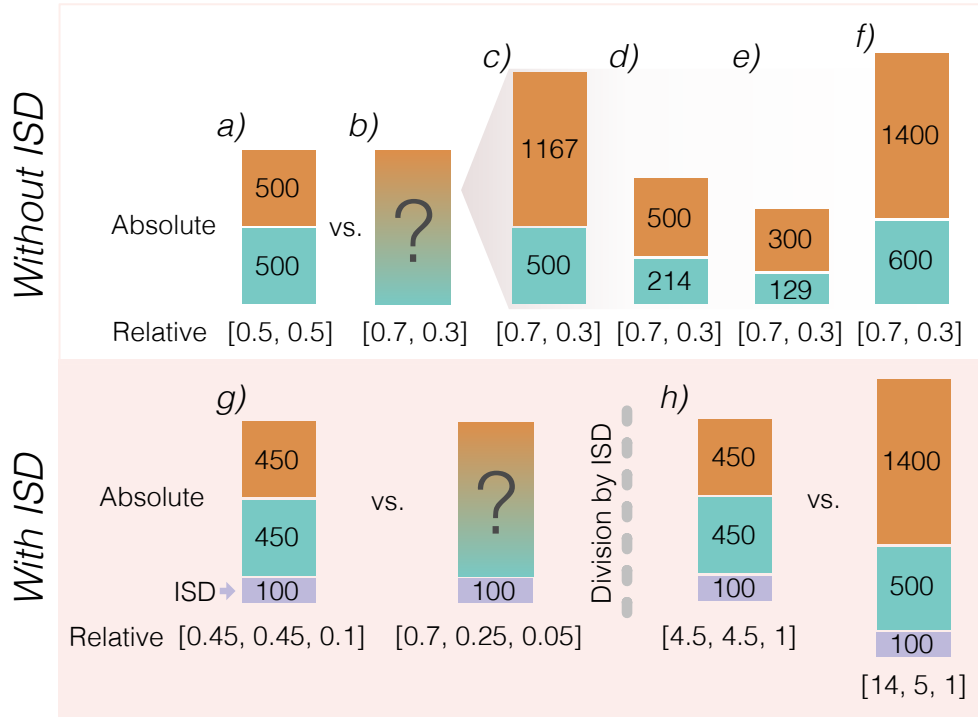 Without ISD
a)
b)
c)
d)
e)
f)
Absolute
500
500
vs.
?
1167
500
500
214
300
129
1400
600
Relative
[0.5, 0.5]
[0.7, 0.3]
[0.7, 0.3]
[0.7, 0.3]
[0.7, 0.3]
[0.7, 0.3]
With ISD
g)
Absolute
450
450
ISD
100
vs.
?
100
Relative
[0.45, 0.45, 0.1]
[0.7, 0.25, 0.05]
Division by ISD
h)
450
450
100
[4.5, 4.5, 1]
vs.
1400
500
100
[14, 5, 1]